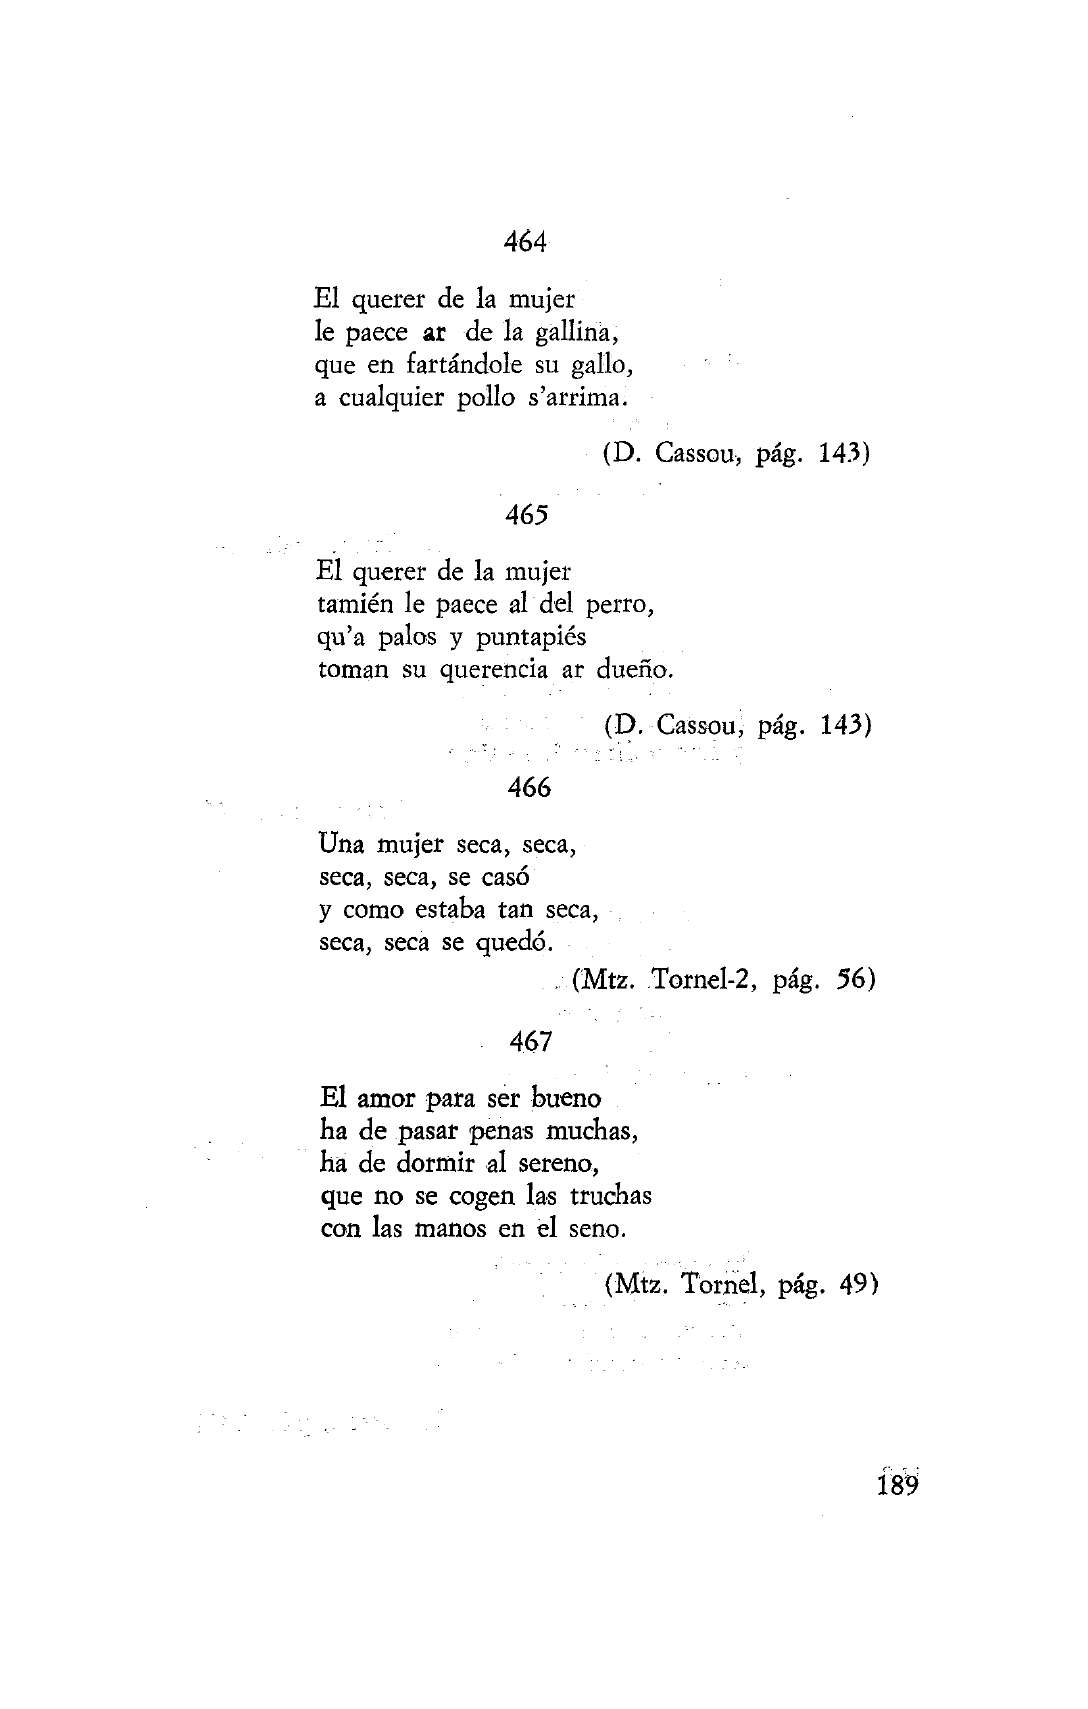 464
El querer de la mujer
le paece ar de la gallina,
que en fartándole su gallo,
a cualquier pollo s'arrima.
(D. Cassou, pág. 143)
465
El querer de la mujer
tamién le paece al del perro,
qu'a palos y puntapiés
toman su querencia ar dueño.
(D. Cassou, pág. 143)
466
Una mujer seca, seca,
seca, seca, se casó
y como estaba tan seca,
seca, seca se quedó.
(Mtz. Tornel-2, pág. 56)
467
El amor para ser bueno
ha de pasar penas muchas,
ha de dormir al sereno,
que no se cogen las truchas
con las manos en el seno.
(Mtz. Tornel, pág. 49)
189